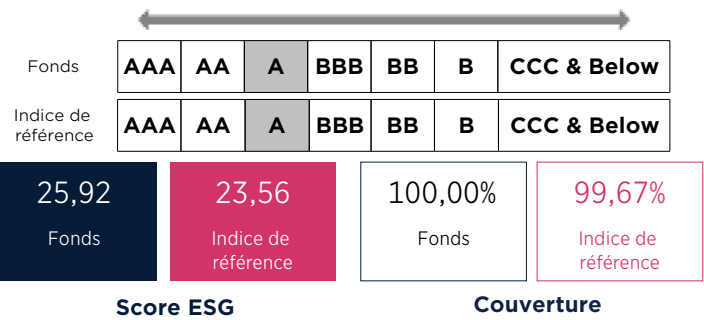 Fonds AAA AA A BBB BB B CCC & Below
Indice de
référence AAA AA A BBB BB B CCC & Below
25,92 23,56 100,00% 99,67%
Fonds Indice de
référence Fonds Indice de
référence
Score ESG Couverture